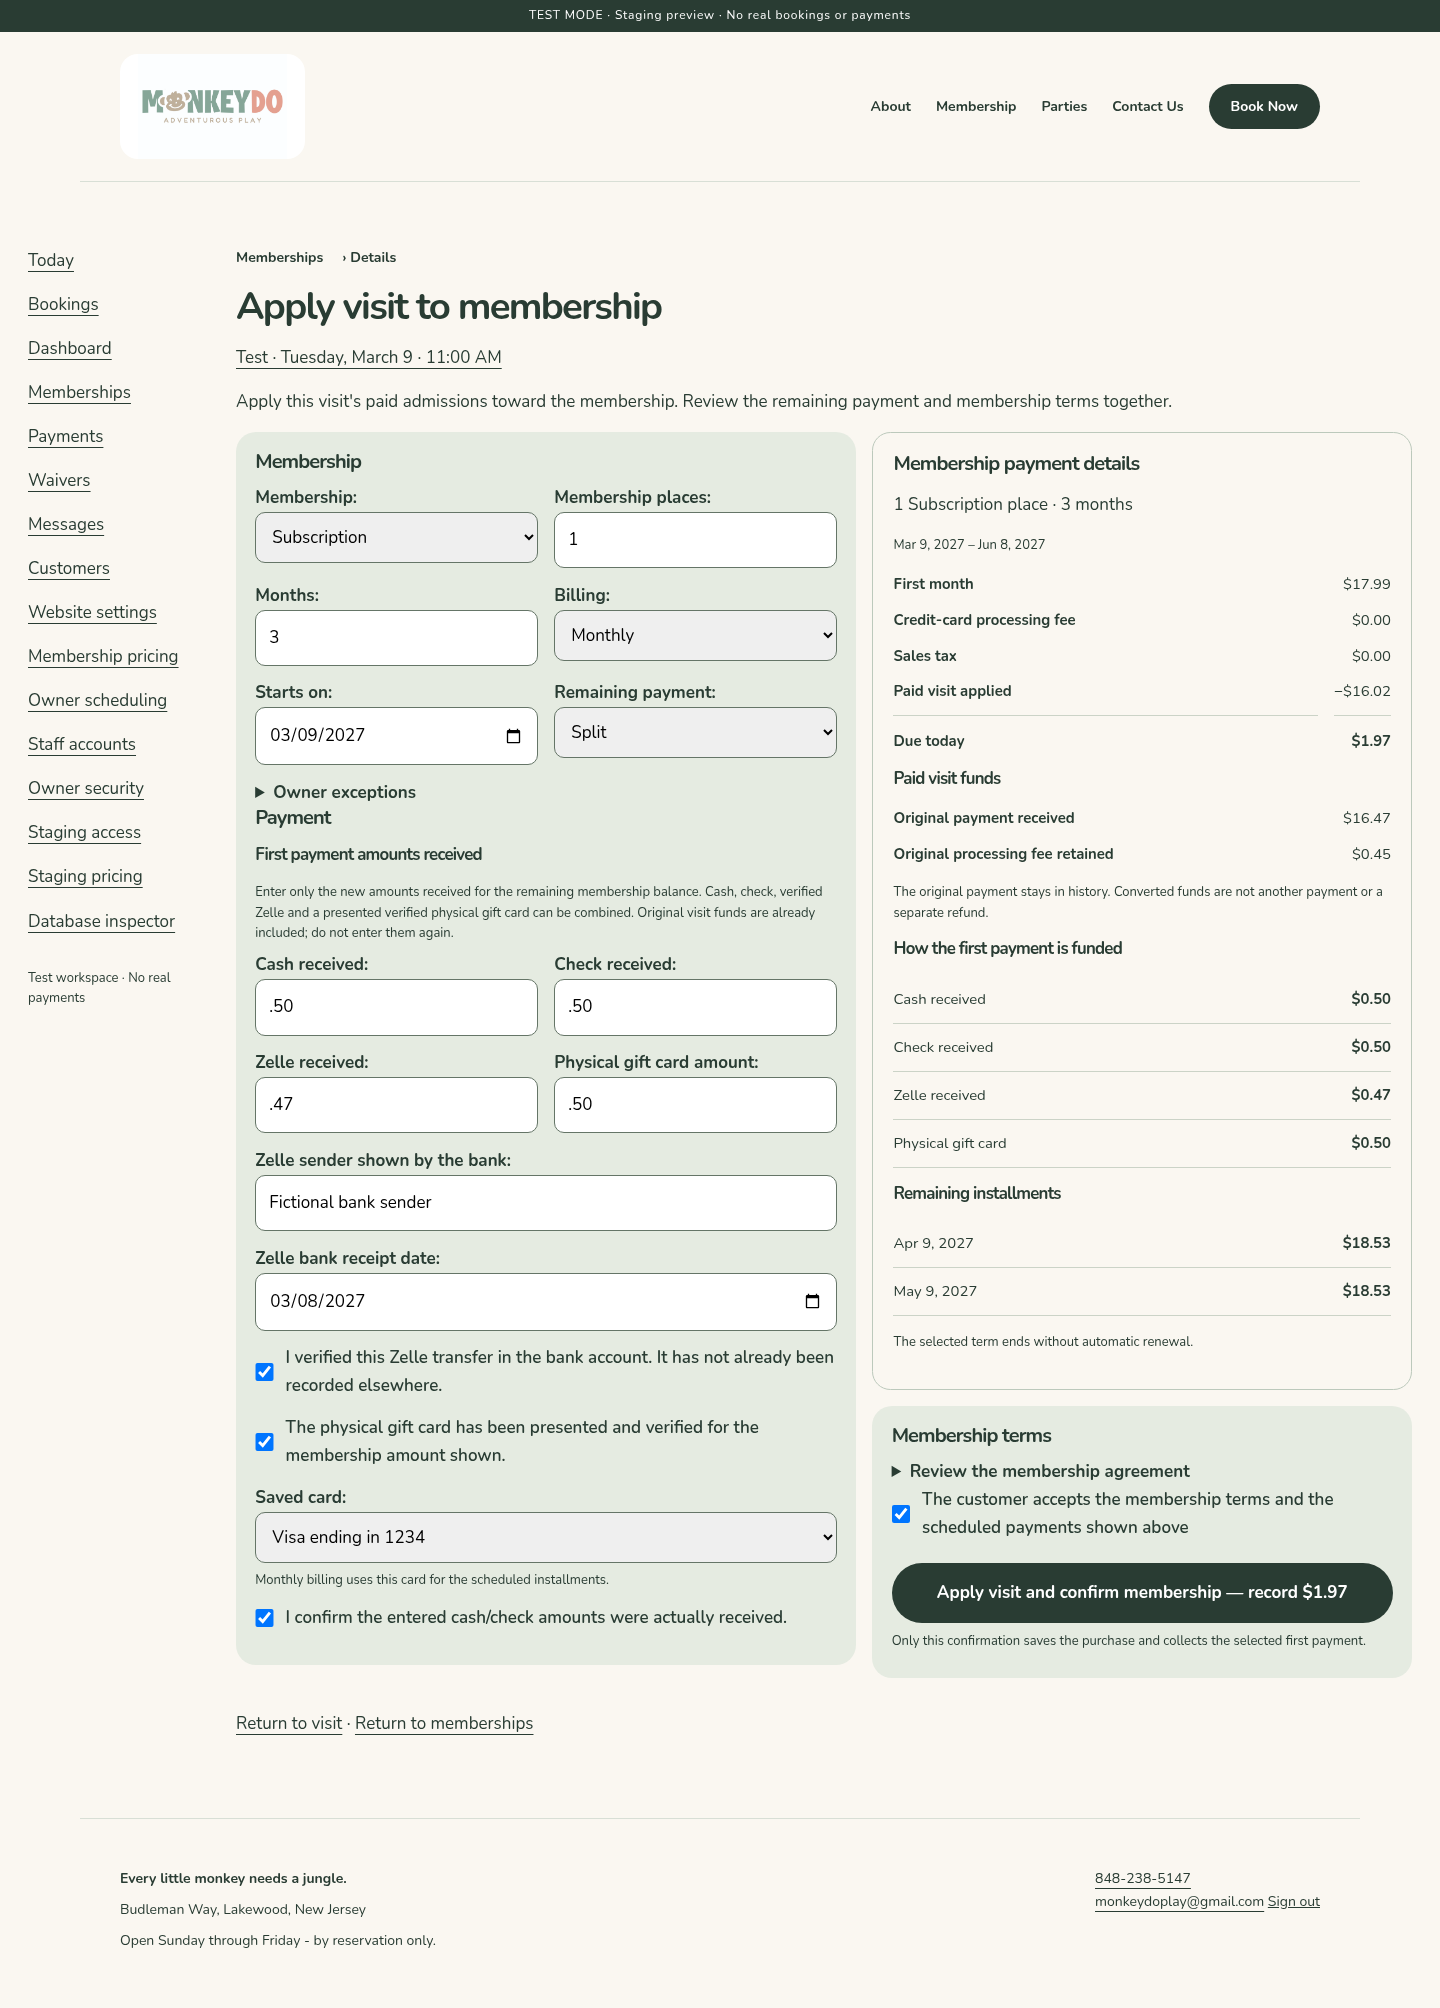 TEST MODE · Staging preview · No real bookings or payments
MONKEYDO
ADVENTUROUS PLAY
About
Membership
Parties
Contact Us
Book Now
Today
Bookings
Dashboard
Memberships
Payments
Waivers
Messages
Customers
Website settings
Membership pricing
Owner scheduling
Staff accounts
Owner security
Staging access
Staging pricing
Database inspector
Test workspace · No real
payments
Memberships › Details
Apply visit to membership
Test · Tuesday, March 9 · 11:00 AM
Apply this visit's paid admissions toward the membership. Review the remaining payment and membership terms together.
Membership
Membership:
Subscription
Membership places:
1
Months:
3
Billing:
Monthly
Starts on:
03/09/2027
Remaining payment:
Split
Owner exceptions
Payment
First payment amounts received
Enter only the new amounts received for the remaining membership balance. Cash, check, verified
Zelle and a presented verified physical gift card can be combined. Original visit funds are already
included; do not enter them again.
Cash received:
.50
Check received:
.50
Zelle received:
.47
Physical gift card amount:
.50
Zelle sender shown by the bank:
Fictional bank sender
Zelle bank receipt date:
03/08/2027
I verified this Zelle transfer in the bank account. It has not already been
recorded elsewhere.
The physical gift card has been presented and verified for the
membership amount shown.
Saved card:
Visa ending in 1234
Monthly billing uses this card for the scheduled installments.
I confirm the entered cash/check amounts were actually received.
Membership payment details
1 Subscription place · 3 months
Mar 9, 2027 – Jun 8, 2027
First month $17.99
Credit-card processing fee $0.00
Sales tax $0.00
Paid visit applied −$16.02
Due today $1.97
Paid visit funds
Original payment received $16.47
Original processing fee retained $0.45
The original payment stays in history. Converted funds are not another payment or a
separate refund.
How the first payment is funded
Cash received $0.50
Check received $0.50
Zelle received $0.47
Physical gift card $0.50
Remaining installments
Apr 9, 2027 $18.53
May 9, 2027 $18.53
The selected term ends without automatic renewal.
Membership terms
Review the membership agreement
The customer accepts the membership terms and the
scheduled payments shown above
Apply visit and confirm membership — record $1.97
Only this confirmation saves the purchase and collects the selected first payment.
Return to visit · Return to memberships
Every little monkey needs a jungle.
Budleman Way, Lakewood, New Jersey
Open Sunday through Friday - by reservation only.
848-238-5147
monkeydoplay@gmail.com Sign out